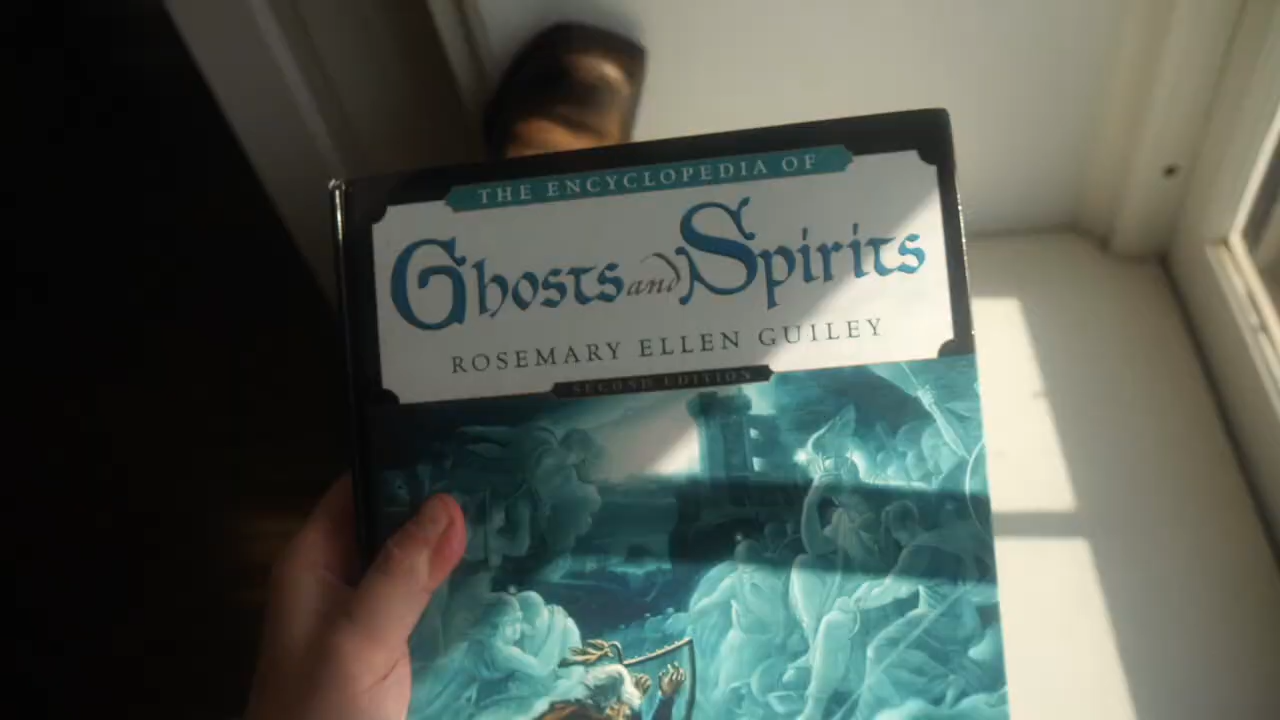 THE ENCYCLOPEDIA OF
Ghosts and Spirits
ROSEMARY ELLEN GUILEY
SECOND EDITION